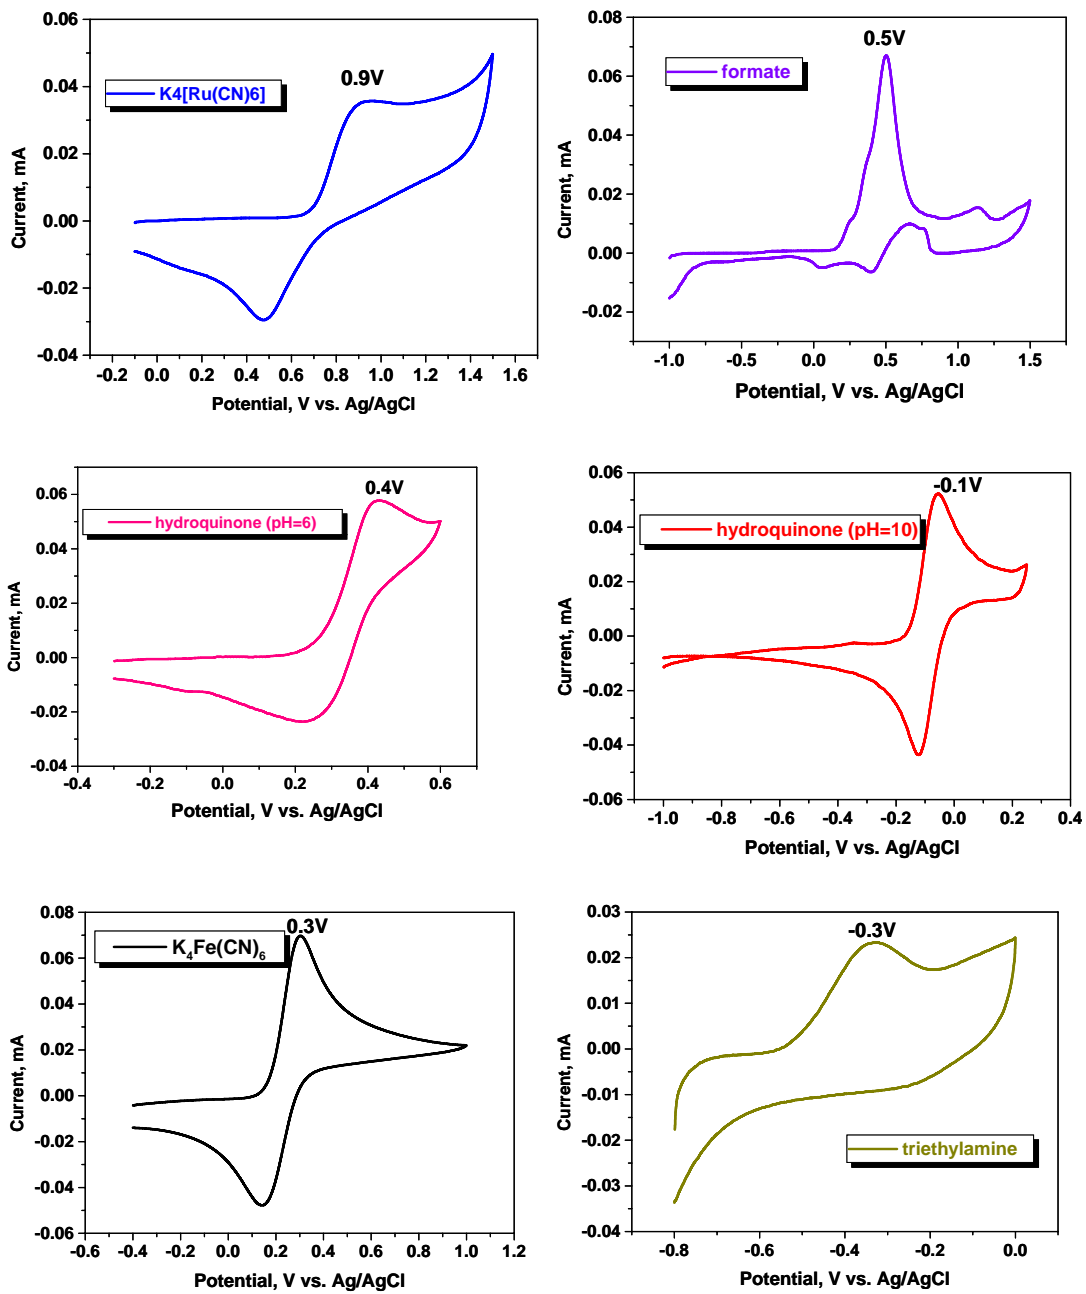 0.06
0.04
0.02
0.00
-0.02
-0.04
Current, mA
K4[Ru(CN)6]
0.9V
-0.2 0.0 0.2 0.4 0.6 0.8 1.0 1.2 1.4 1.6
Potential, V vs. Ag/AgCl
0.08
0.06
0.04
0.02
0.00
-0.02
Current, mA
0.5V
formate
-1.0 -0.5 0.0 0.5 1.0 1.5
Potential, V vs. Ag/AgCl
0.06
0.04
0.02
0.00
-0.02
-0.04
Current, mA
0.4V
hydroquinone (pH=6)
-0.4 -0.2 0.0 0.2 0.4 0.6
Potential, V vs. Ag/AgCl
0.06
0.04
0.02
0.00
-0.02
-0.04
-0.06
Current, mA
-0.1V
hydroquinone (pH=10)
-1.0 -0.8 -0.6 -0.4 -0.2 0.0 0.2 0.4
Potential, V vs. Ag/AgCl
0.08
0.06
0.04
0.02
0.00
-0.02
-0.04
-0.06
Current, mA
0.3V
K₄Fe(CN)₆
-0.6 -0.4 -0.2 0.0 0.2 0.4 0.6 0.8 1.0 1.2
Potential, V vs. Ag/AgCl
0.03
0.02
0.01
0.00
-0.01
-0.02
-0.03
-0.04
Current, mA
-0.3V
triethylamine
-0.8 -0.6 -0.4 -0.2 0.0
Potential, V vs. Ag/AgCl